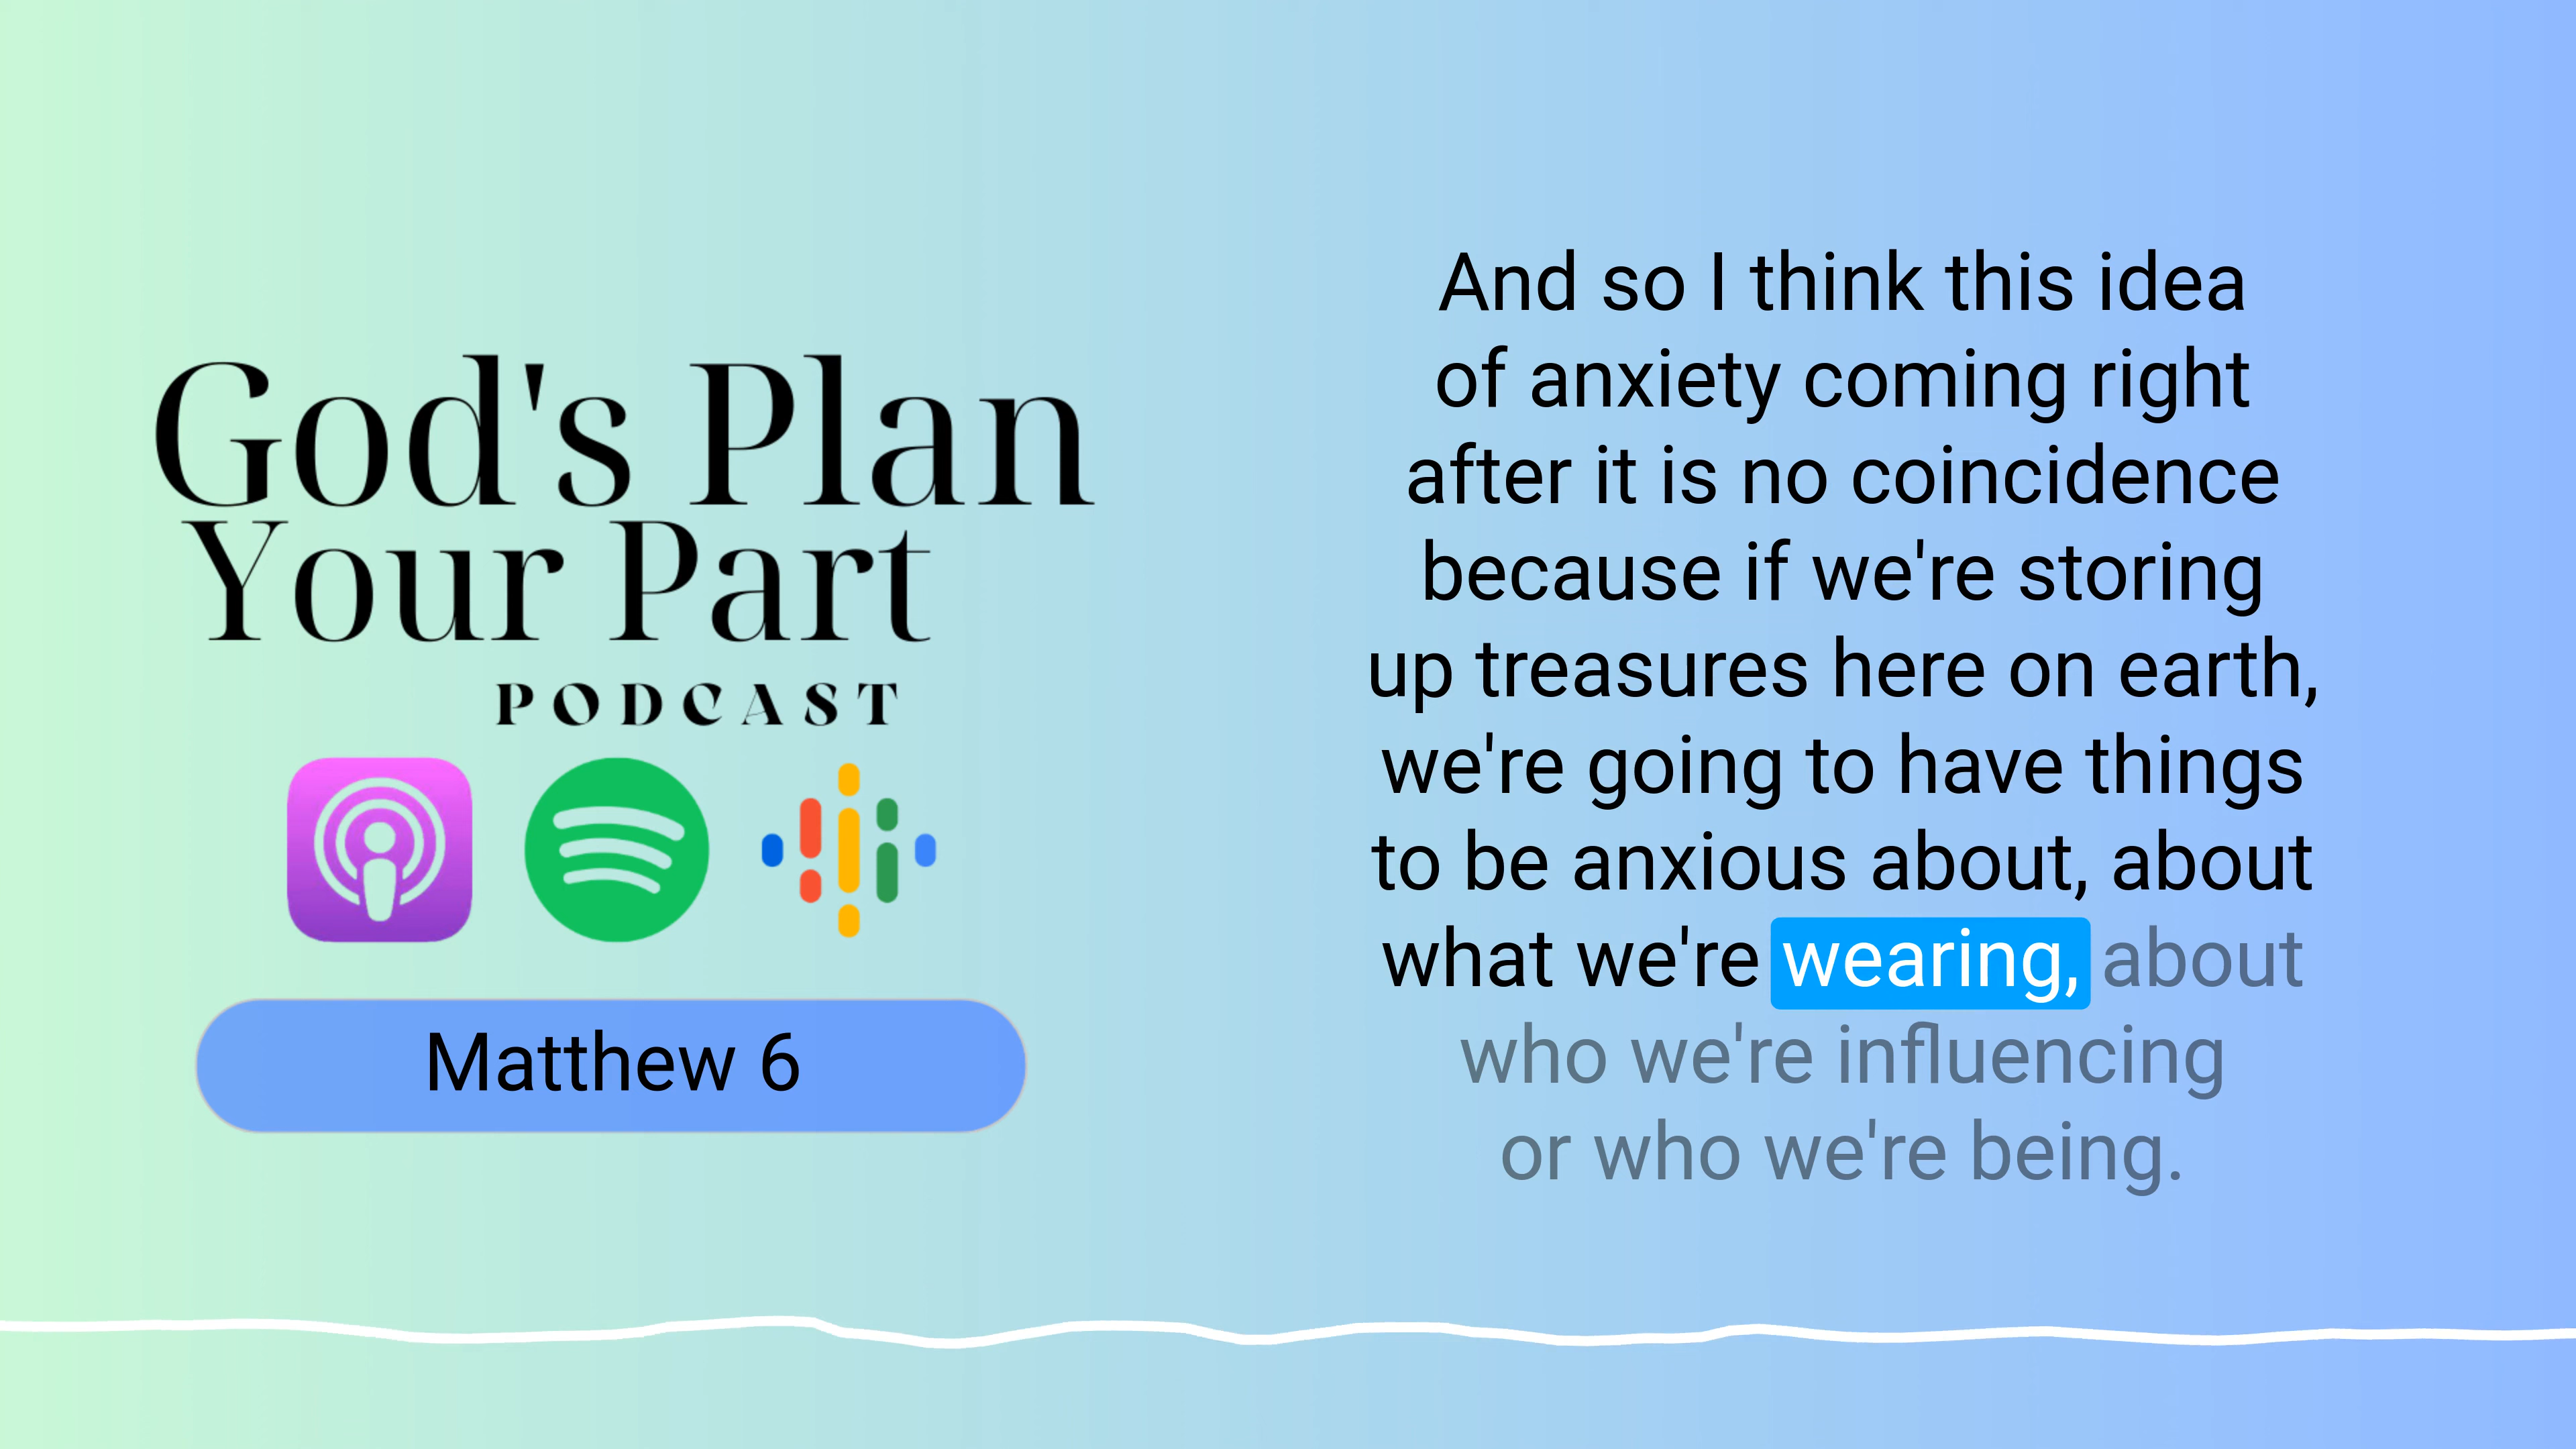 God's Plan
Your Part
PODCAST
Matthew 6
And so I think this idea
of anxiety coming right
after it is no coincidence
because if we're storing
up treasures here on earth,
we're going to have things
to be anxious about, about
what we're wearing, about
who we're influencing
or who we're being.